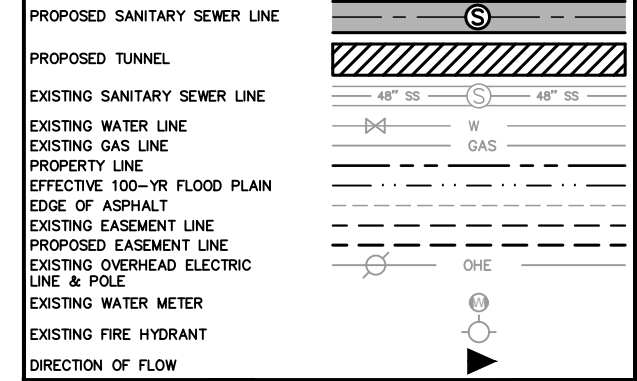 PROPOSED SANITARY SEWER LINE
S
PROPOSED TUNNEL
EXISTING SANITARY SEWER LINE
48" SS S 48" SS
EXISTING WATER LINE
W
EXISTING GAS LINE
GAS
PROPERTY LINE
EFFECTIVE 100-YR FLOOD PLAIN
EDGE OF ASPHALT
EXISTING EASEMENT LINE
PROPOSED EASEMENT LINE
EXISTING OVERHEAD ELECTRIC
LINE & POLE
OHE
EXISTING WATER METER
W
EXISTING FIRE HYDRANT
DIRECTION OF FLOW